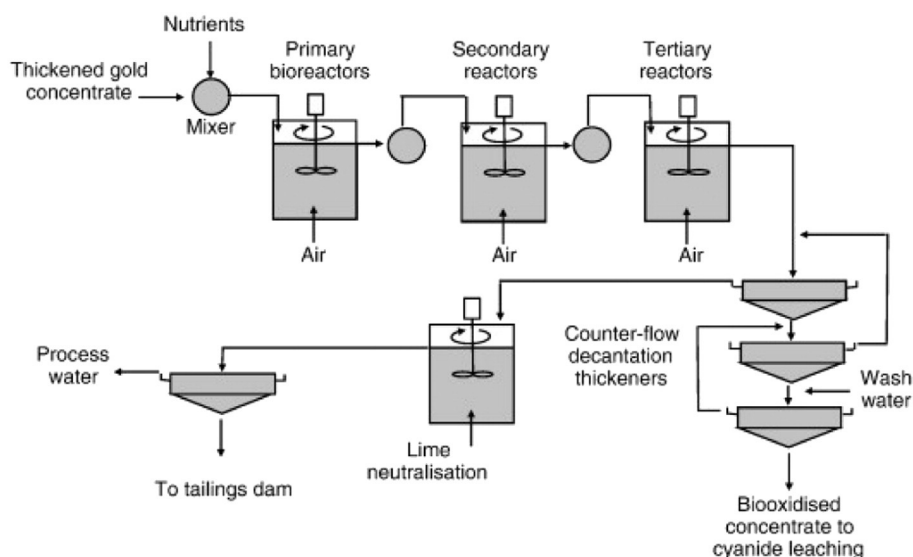 Nutrients
Thickened gold
concentrate
Mixer
Primary
bioreactors
Secondary
reactors
Tertiary
reactors
Air
Air
Air
Counter-flow
decantation
thickeners
Wash
water
Process
water
Lime
neutralisation
To tailings dam
Biooxidised
concentrate to
cyanide leaching